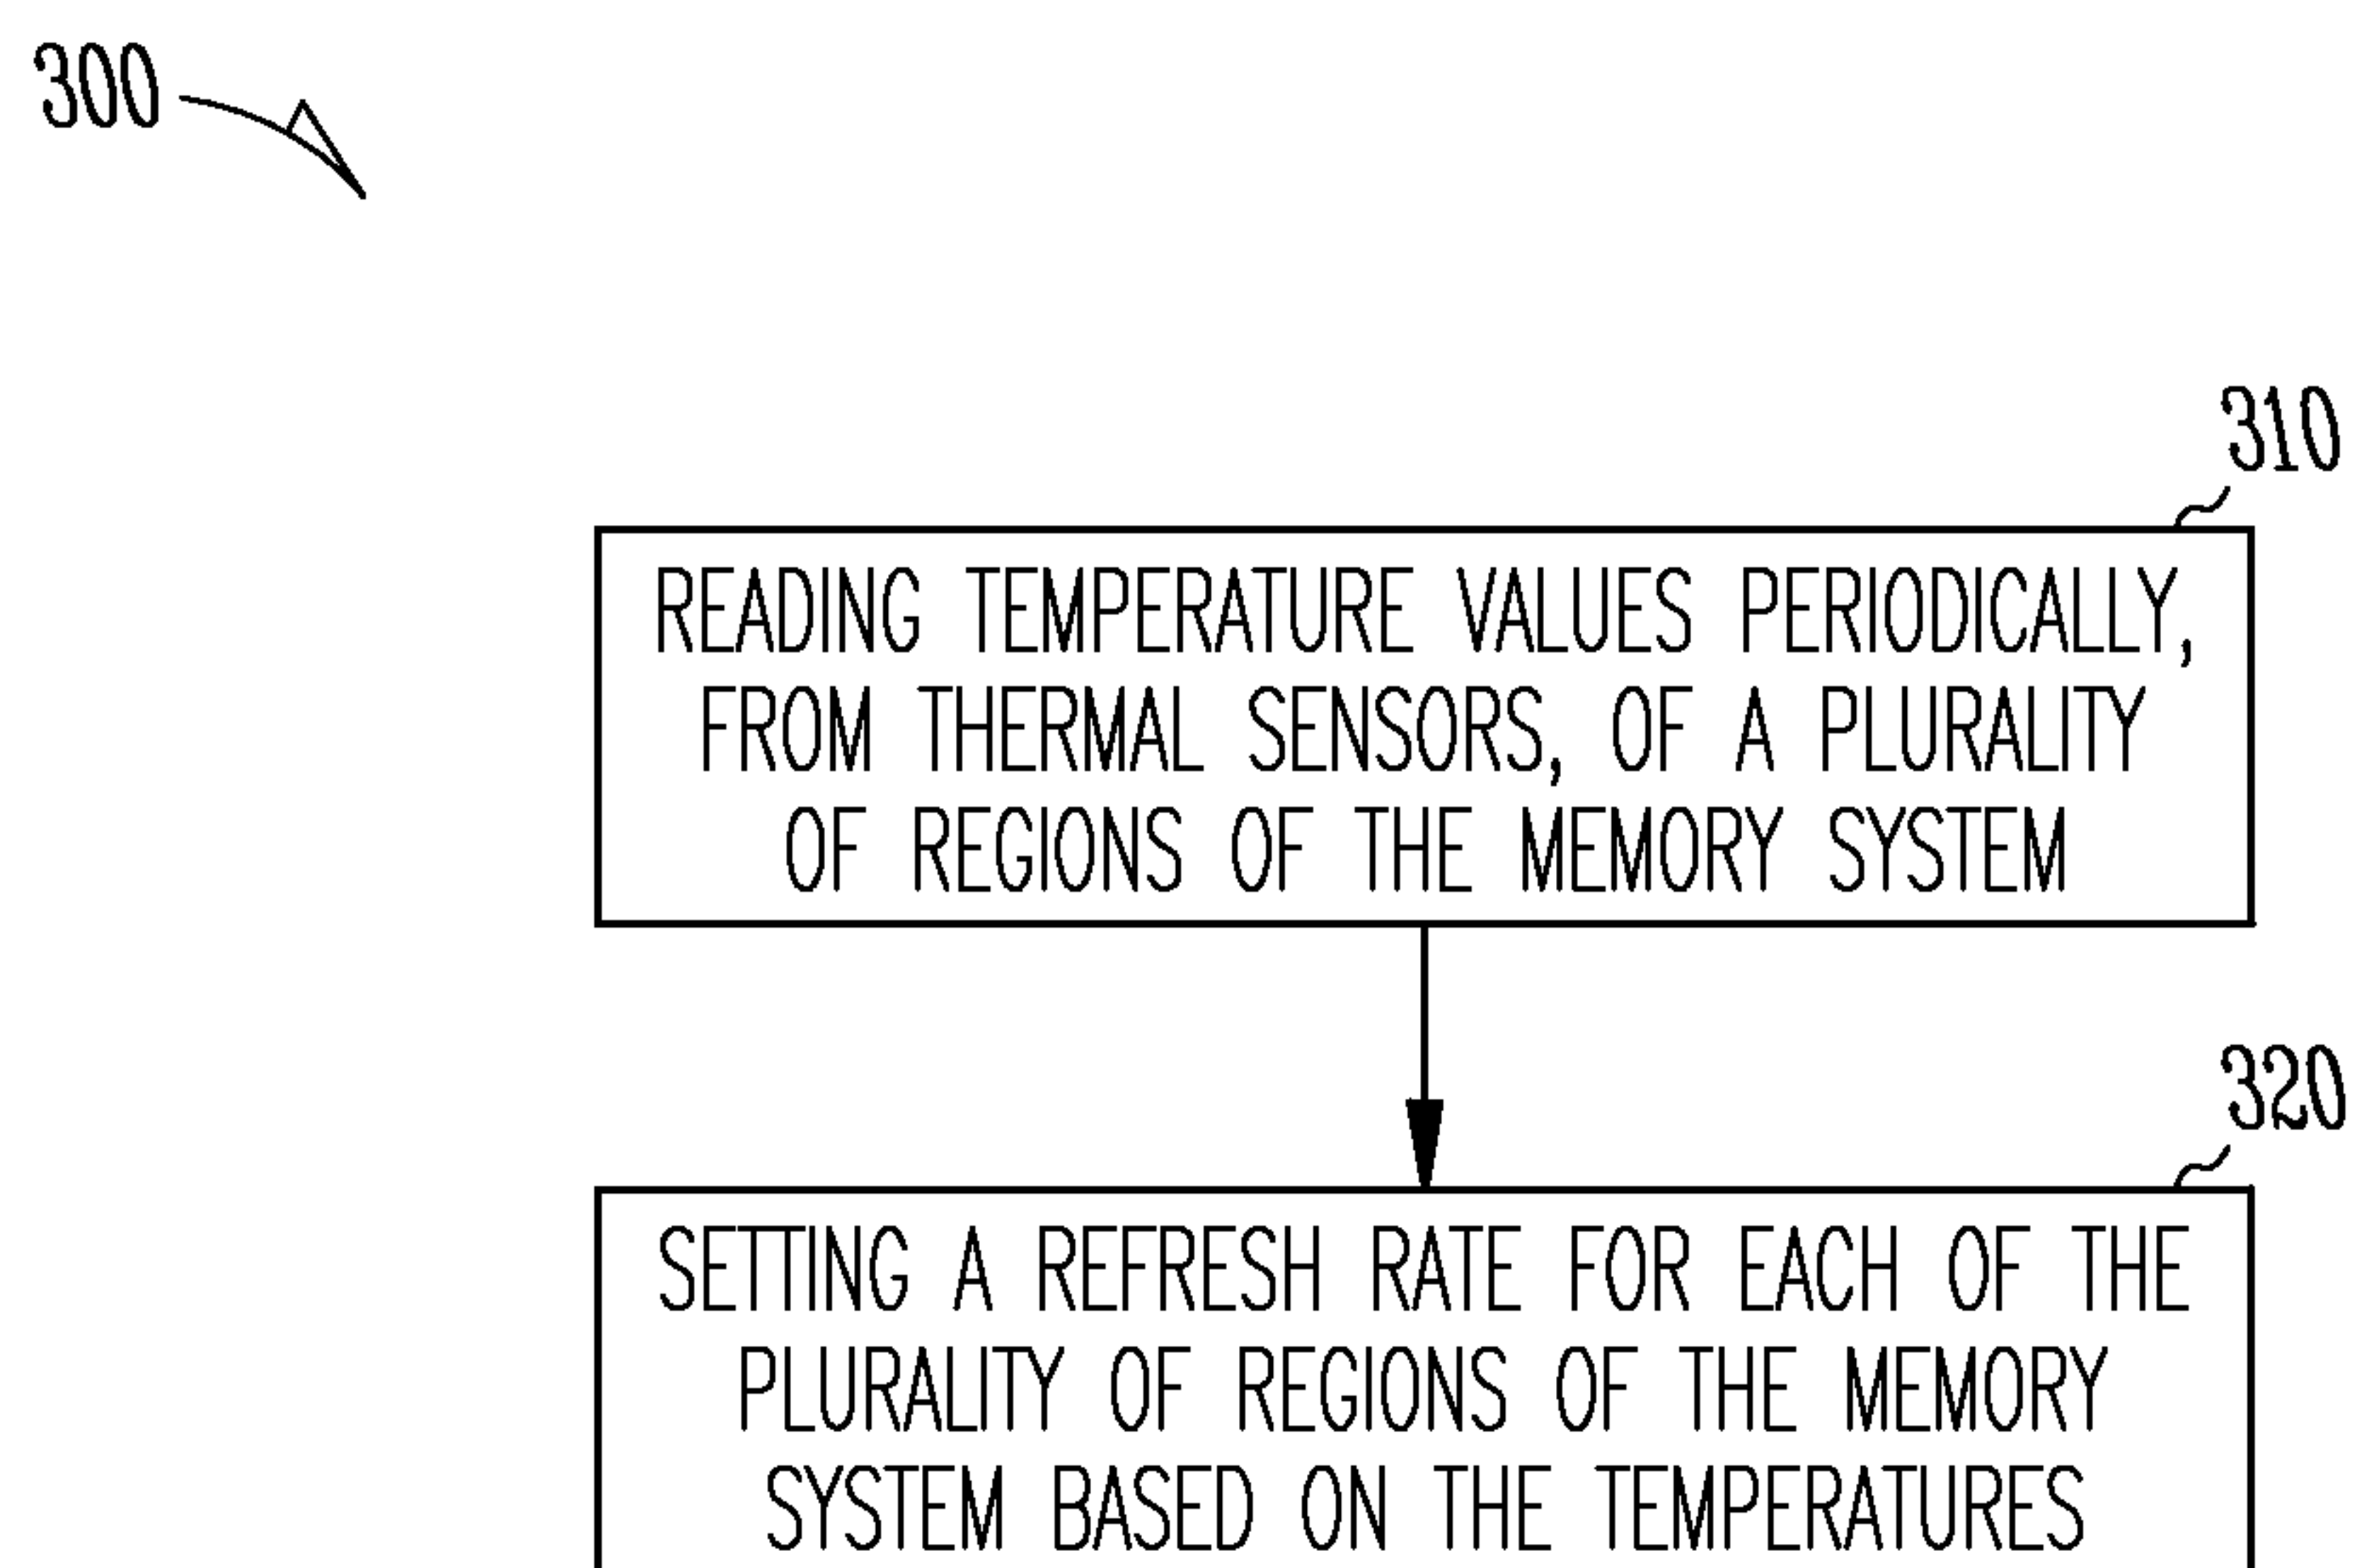 300
310
READING TEMPERATURE VALUES PERIODICALLY,
FROM THERMAL SENSORS, OF A PLURALITY
OF REGIONS OF THE MEMORY SYSTEM
320
SETTING A REFRESH RATE FOR EACH OF THE
PLURALITY OF REGIONS OF THE MEMORY
SYSTEM BASED ON THE TEMPERATURES